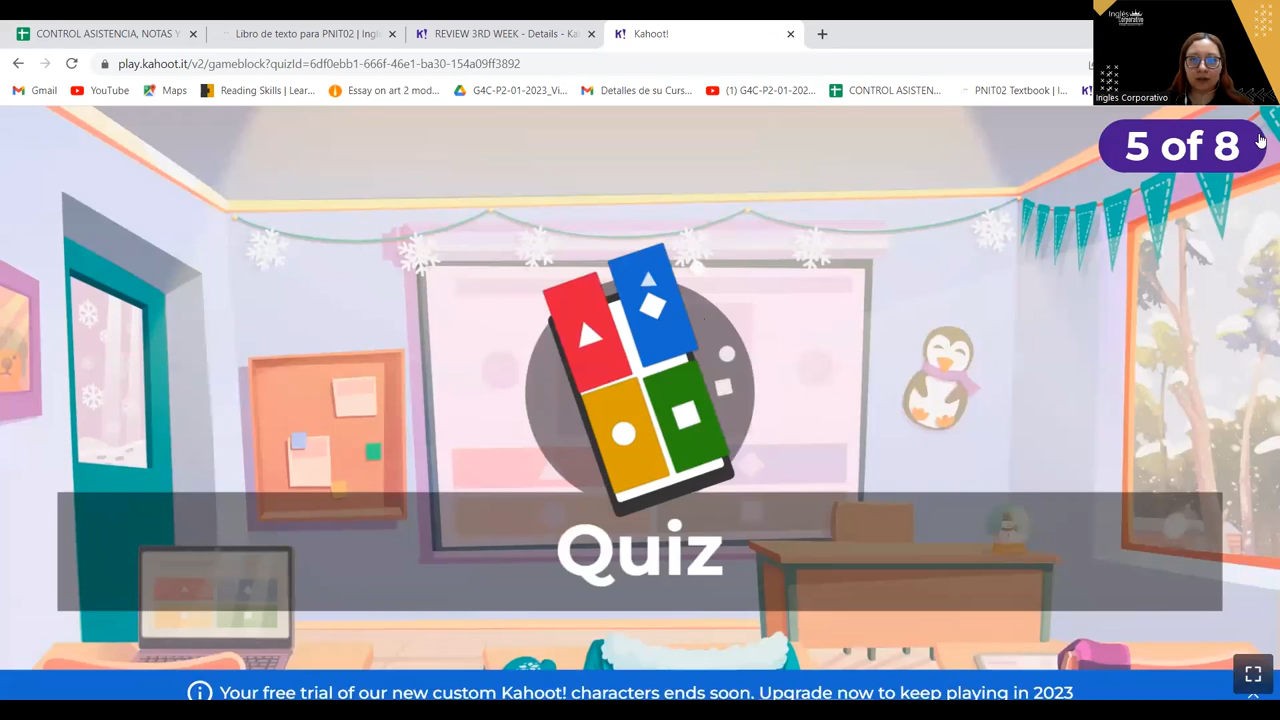 CONTROL ASISTENCIA, NOTAS Y
Libro de texto para PNIT02 | Ingl
REVIEW 3RD WEEK - Details - Ka
Kahoot!
play.kahoot.it/v2/gameblock?quizId=6df0ebb1-666f-46e1-ba30-154a09ff3892
Gmail
YouTube
Maps
Reading Skills | Lear...
Essay on art 2 mod...
G4C-P2-01-2023_Vi...
Detalles de su Curs...
(1) G4C-P2-01-202...
CONTROL ASISTEN...
PNIT02 Textbook | I...
Inglés
Corporativo
Ingles Corporativo
5 of 8
Quiz
Your free trial of our new custom Kahoot! characters ends soon. Upgrade now to keep playing in 2023